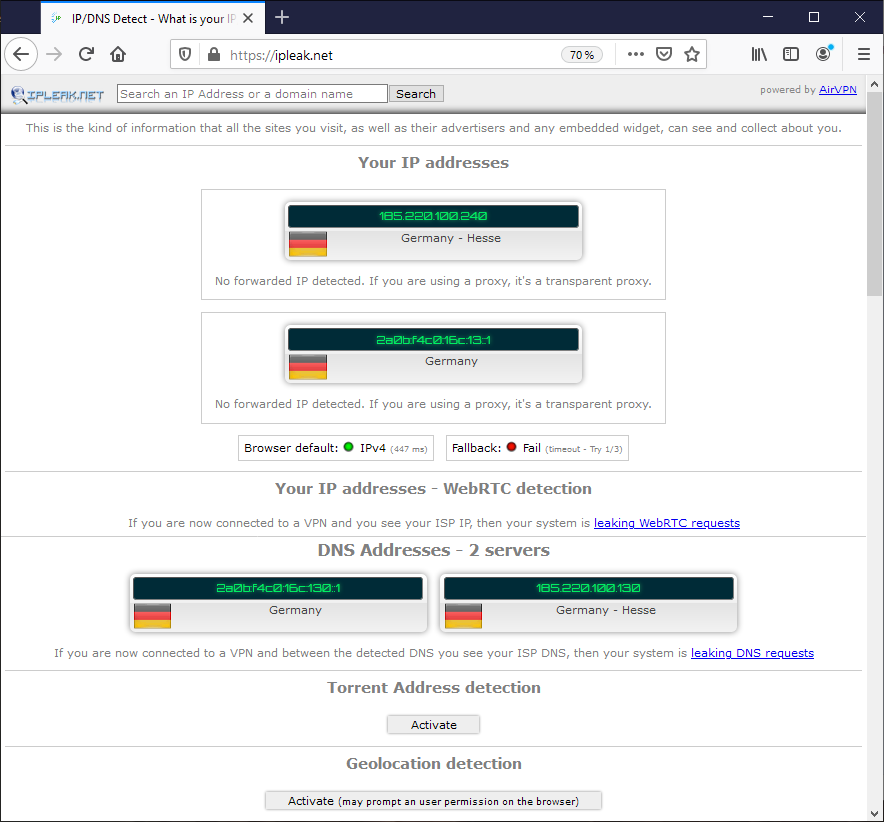 IP/DNS Detect - What is your IP
https://ipleak.net
70 %
IPLEAK.NET
Search an IP Address or a domain name
Search
powered by AirVPN
This is the kind of information that all the sites you visit, as well as their advertisers and any embedded widget, can see and collect about you.
Your IP addresses
185.220.100.240
Germany - Hesse
No forwarded IP detected. If you are using a proxy, it's a transparent proxy.
2a0b:f4c0:16c:13::1
Germany
No forwarded IP detected. If you are using a proxy, it's a transparent proxy.
Browser default: IPv4 (447 ms)
Fallback: Fail (timeout - Try 1/3)
Your IP addresses - WebRTC detection
If you are now connected to a VPN and you see your ISP IP, then your system is leaking WebRTC requests
DNS Addresses - 2 servers
2a0b:f4c0:16c:130::1
Germany
185.220.100.130
Germany - Hesse
If you are now connected to a VPN and between the detected DNS you see your ISP DNS, then your system is leaking DNS requests
Torrent Address detection
Activate
Geolocation detection
Activate (may prompt an user permission on the browser)